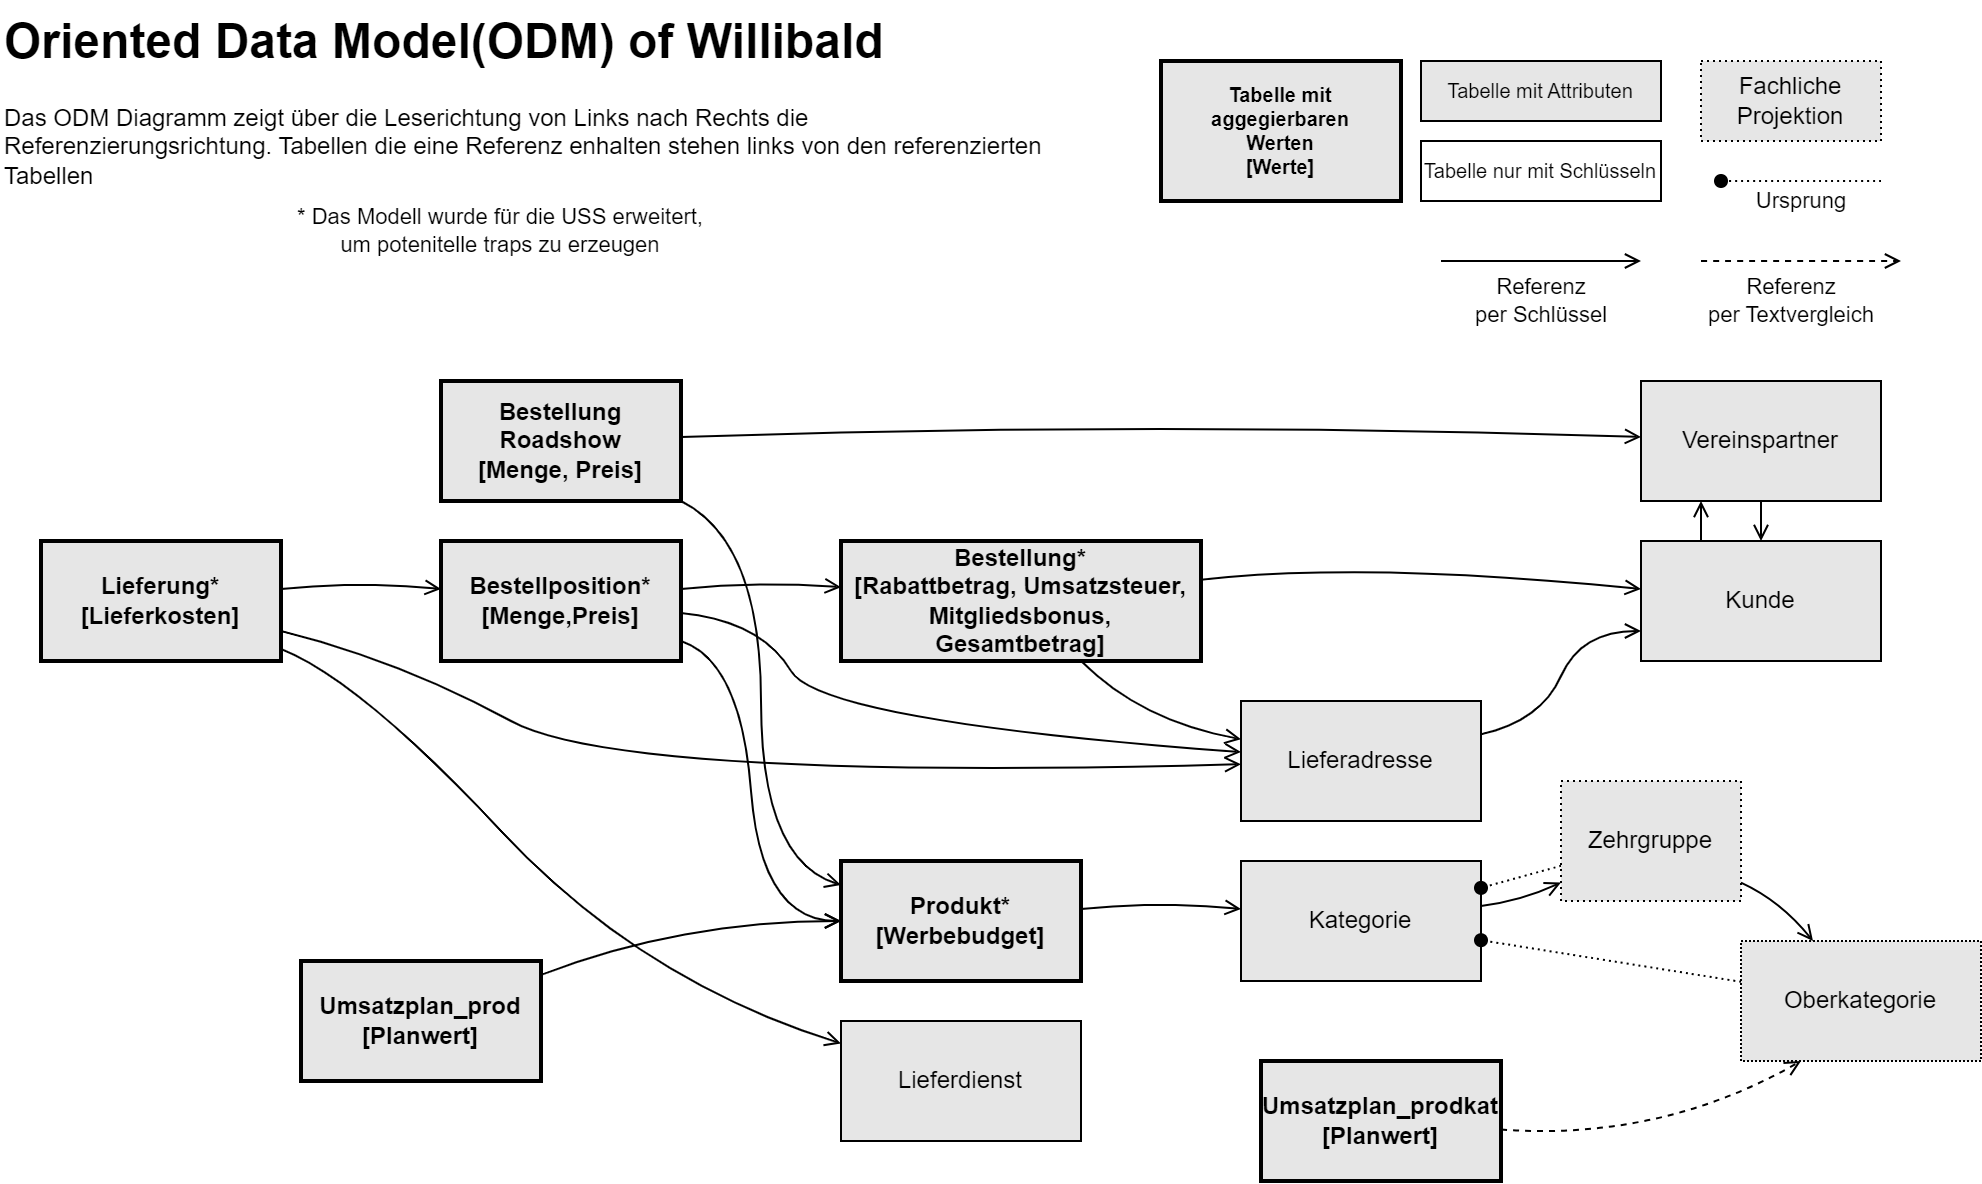 Oriented Data Model(ODM) of Willibald
Das ODM Diagramm zeigt über die Leserichtung von Links nach Rechts die
Referenzierungsrichtung. Tabellen die eine Referenz enhalten stehen links von den referenzierten
Tabellen
* Das Modell wurde für die USS erweitert,
um potenitelle traps zu erzeugen
Tabelle mit
aggegierbaren
Werten
[Werte]
Tabelle mit Attributen
Tabelle nur mit Schlüsseln
Fachliche
Projektion
Ursprung
Referenz
per Schlüssel
Referenz
per Textvergleich
Bestellung
Roadshow
[Menge, Preis]
Vereinspartner
Lieferung*
[Lieferkosten]
Bestellposition*
[Menge,Preis]
Bestellung*
[Rabattbetrag, Umsatzsteuer,
Mitgliedsbonus,
Gesamtbetrag]
Kunde
Lieferadresse
Zehrgruppe
Produkt*
[Werbebudget]
Kategorie
Oberkategorie
Umsatzplan_prod
[Planwert]
Lieferdienst
Umsatzplan_prodkat
[Planwert]